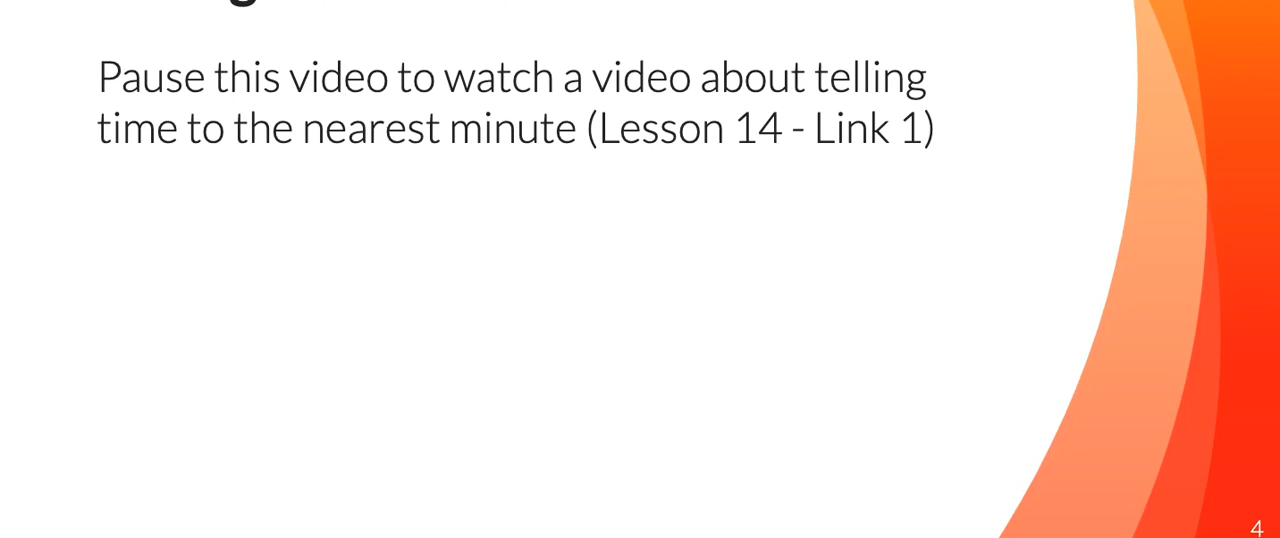 Pause this video to watch a video about telling
time to the nearest minute (Lesson 14 - Link 1)
4